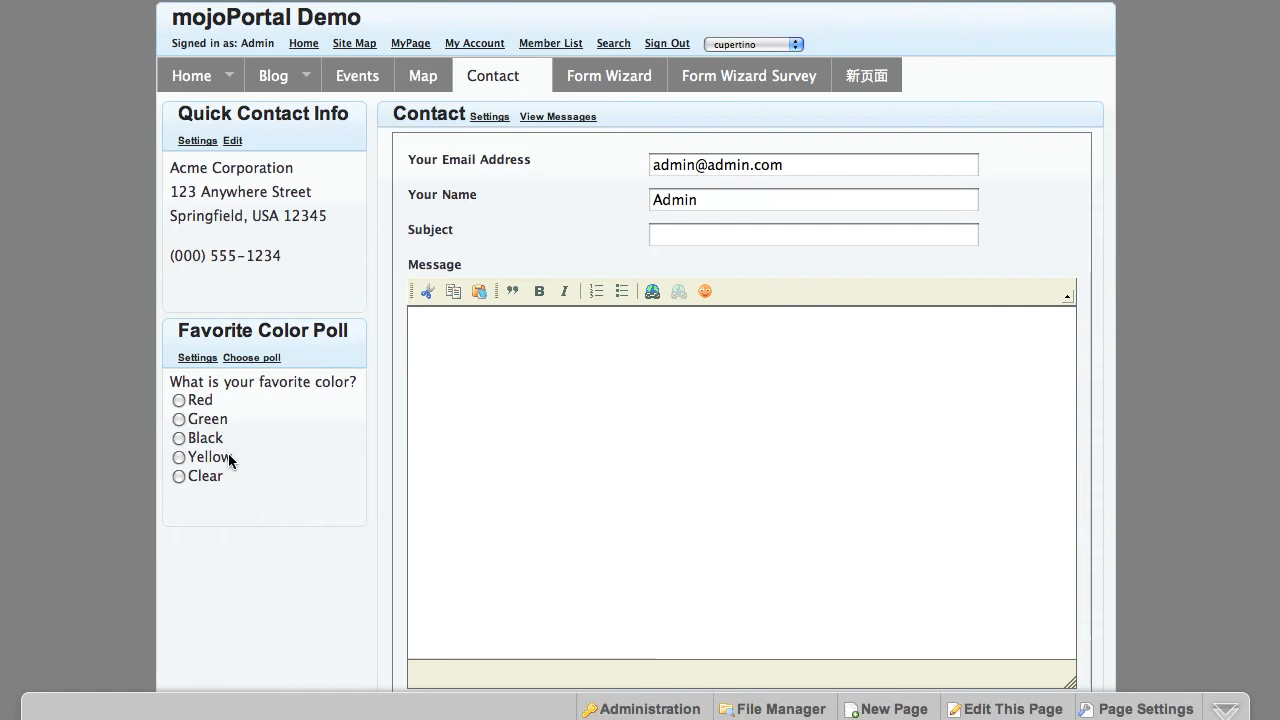 mojoPortal Demo
Signed in as: Admin Home Site Map MyPage My Account Member List Search Sign Out cupertino
Home Blog Events Map Contact Form Wizard Form Wizard Survey 新页面
Quick Contact Info
Settings Edit
Acme Corporation
123 Anywhere Street
Springfield, USA 12345
(000) 555-1234
Favorite Color Poll
Settings Choose poll
What is your favorite color?
Red
Green
Black
Yellow
Clear
Contact Settings View Messages
Your Email Address admin@admin.com
Your Name Admin
Subject
Message
B I
Administration File Manager New Page Edit This Page Page Settings